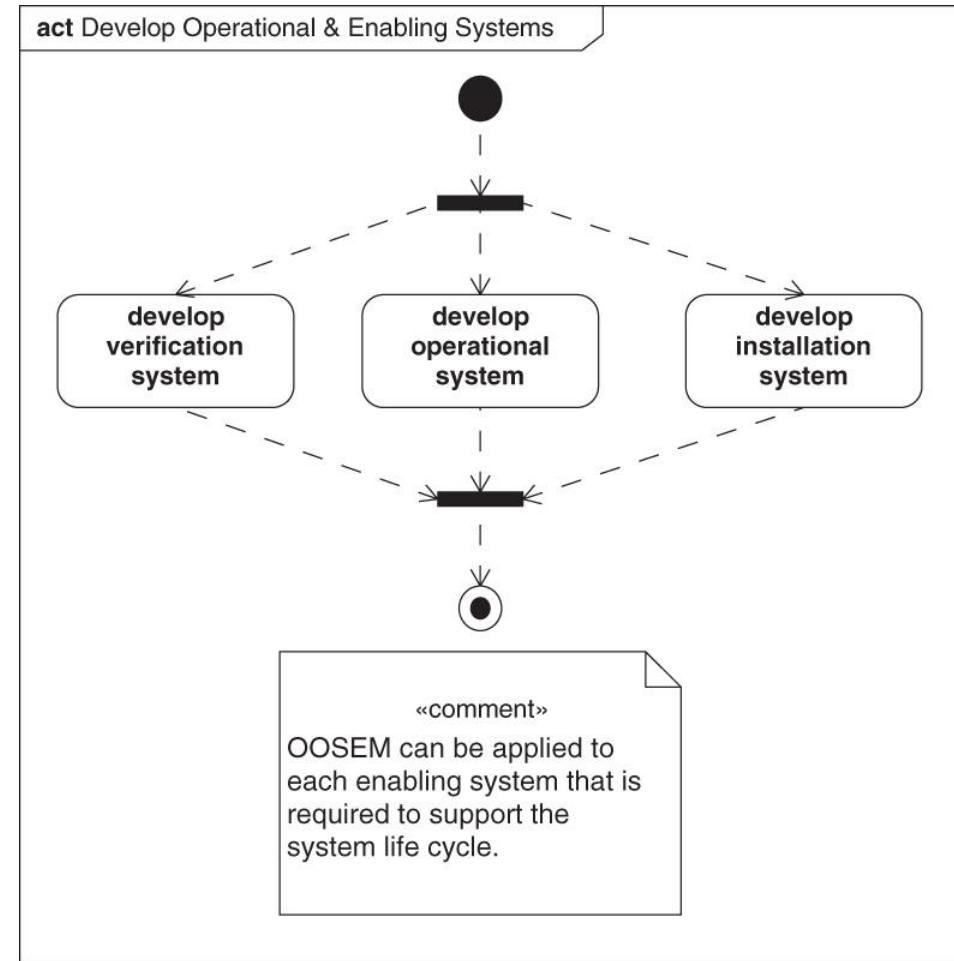 act Develop Operational & Enabling Systems
develop
verification
system
develop
operational
system
develop
installation
system
«comment»
OOSEM can be applied to
each enabling system that is
required to support the
system life cycle.